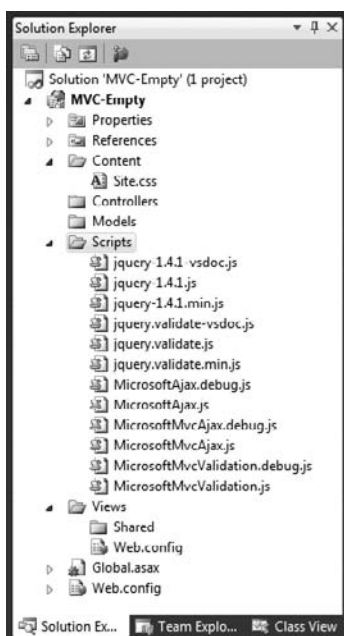 Solution Explorer
Solution 'MVC-Empty' (1 project)
MVC-Empty
Properties
References
Content
Site.css
Controllers
Models
Scripts
jquery-1.4.1-vsdoc.js
jquery-1.4.1.js
jquery-1.4.1.min.js
jquery.validate-vsdoc.js
jquery.validate.js
jquery.validate.min.js
MicrosoftAjax.debug.js
MicrosoftAjax.js
MicrosoftMvcAjax.debug.js
MicrosoftMvcAjax.js
MicrosoftMvcValidation.debug.js
MicrosoftMvcValidation.js
Views
Shared
Web.config
Global.asax
Web.config
Solution Ex... Team Explo... Class View